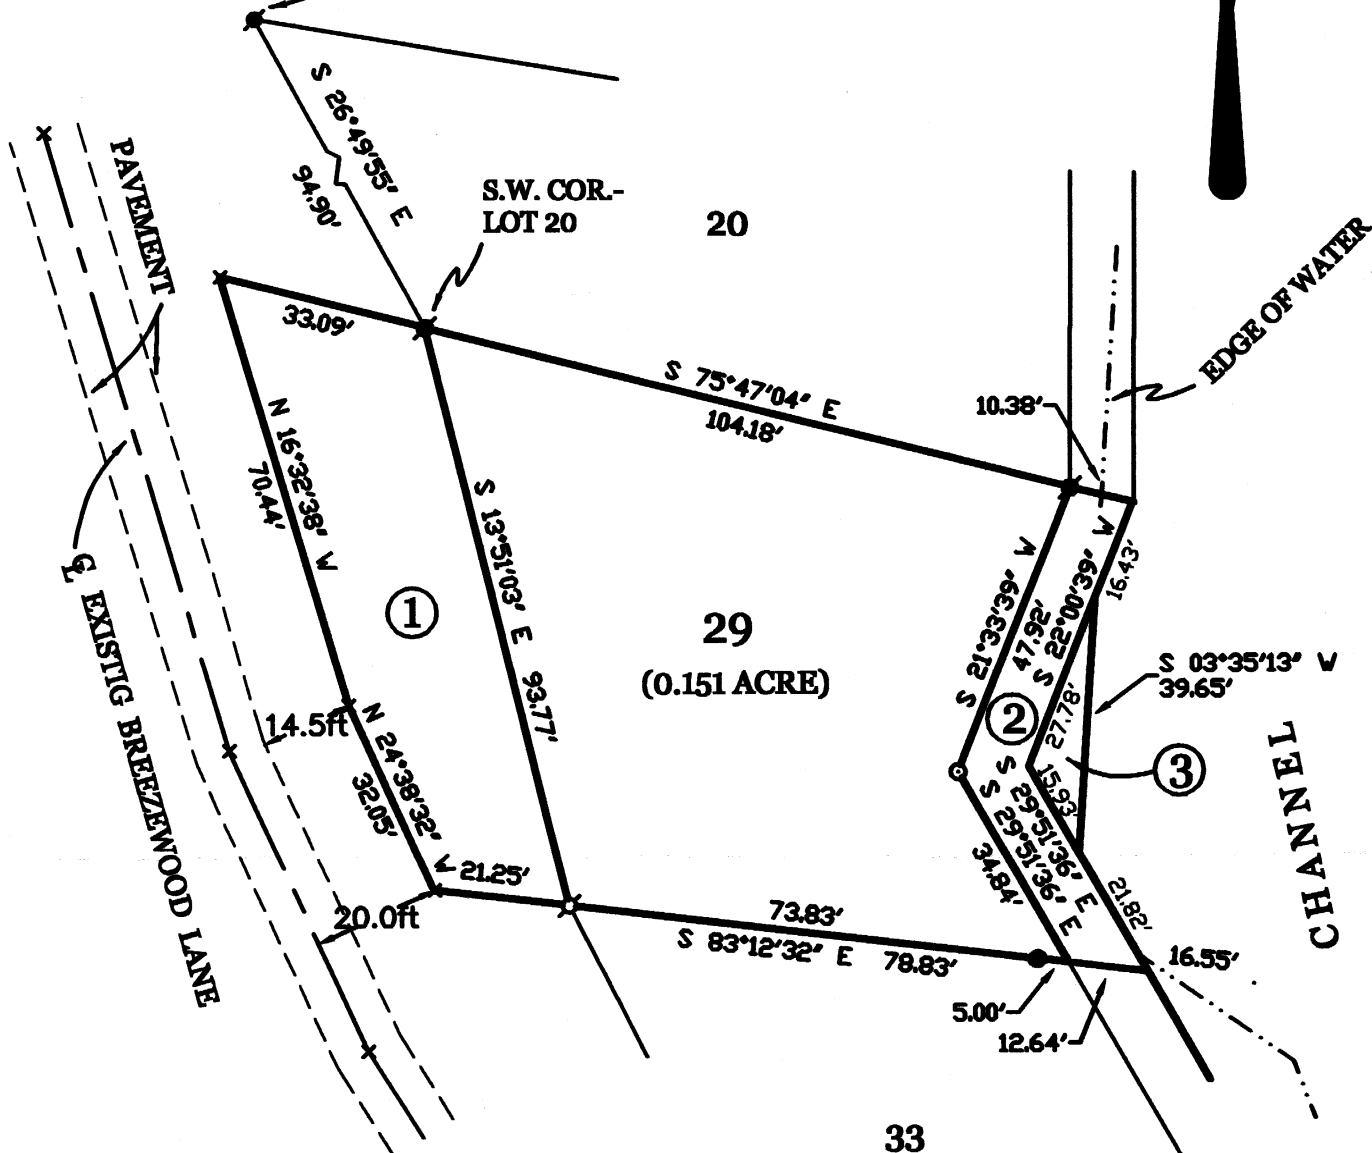 S 26°49'55" E
94.90'
PAVEMENT
S.W. COR.-
LOT 20
20
EDGE OF WATER
33.09'
S 75°47'04" E
104.18'
10.38'
N 16°32'38" W
70.44'
S 13°51'03" E 93.77'
1
29
(0.151 ACRE)
S 21°33'39" W
47.92'
S 22°00'39" W
16.43'
27.78'
S 03°35'13" W
39.65'
2
3
CHANNEL
℄ EXISTIG BREEZEWOOD LANE
14.5ft
N 24°38'32" W
32.05'
20.0ft
21.25'
15.93'
S 29°51'36" E
S 29°51'36" E
34.84'
21.82'
73.83'
S 83°12'32" E 78.83'
16.55'
5.00'
12.64'
33